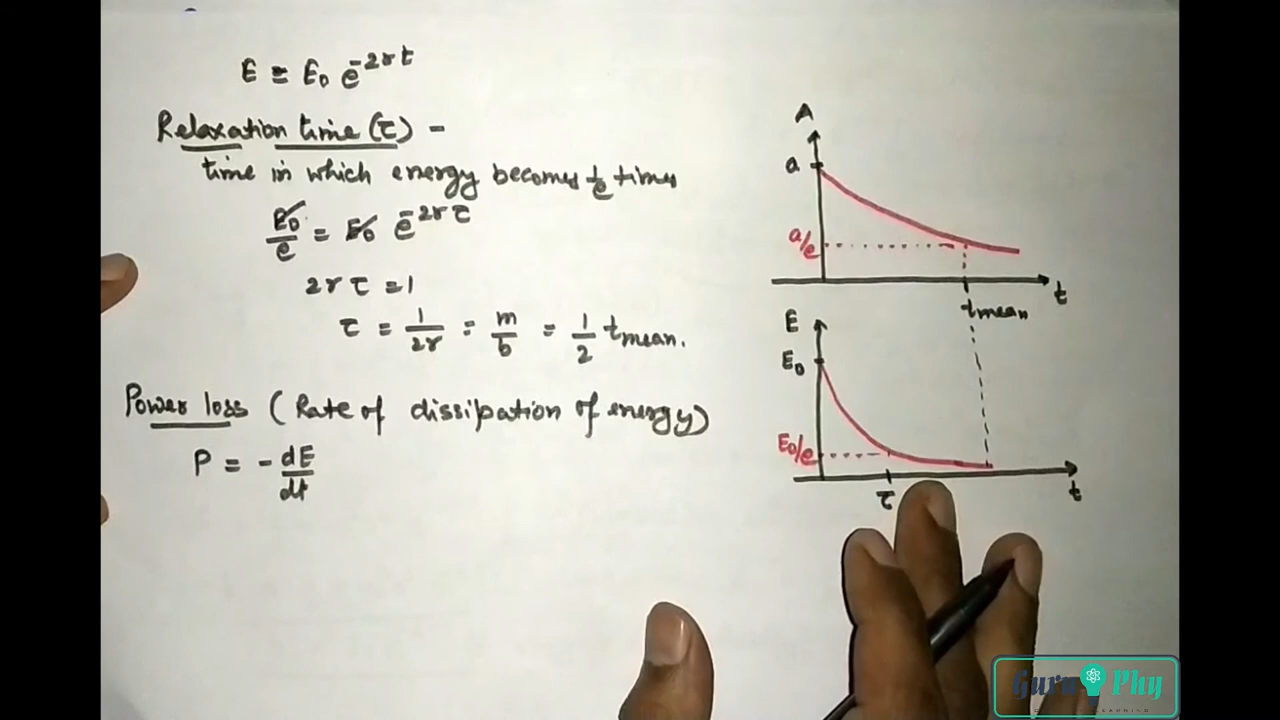 E = E₀ e^{-2rt}
Relaxation time (τ) -
time in which energy becomes 1/e times
E₀/e = E₀ e^{-2rτ}
2rτ = 1
τ = 1/2r = m/b = 1/2 tmean.
Power loss (Rate of dissipation of energy)
P = - dE/dt
A
a
a/e
t
tmean
E
E₀
E₀/e
τ
t
Guru Phy